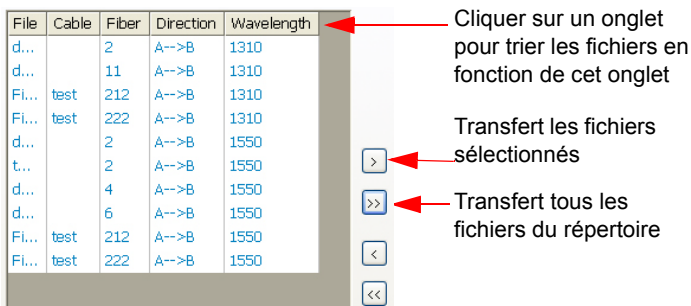 File Cable Fiber Direction Wavelength
d... 2 A-->B 1310
d... 11 A-->B 1310
Fi... test 212 A-->B 1310
Fi... test 222 A-->B 1310
d... 2 A-->B 1550
t... 2 A-->B 1550
d... 4 A-->B 1550
d... 6 A-->B 1550
Fi... test 212 A-->B 1550
Fi... test 222 A-->B 1550
>
>>
<
<<
Cliquer sur un onglet
pour trier les fichiers en
fonction de cet onglet
Transfert les fichiers
sélectionnés
Transfert tous les
fichiers du répertoire